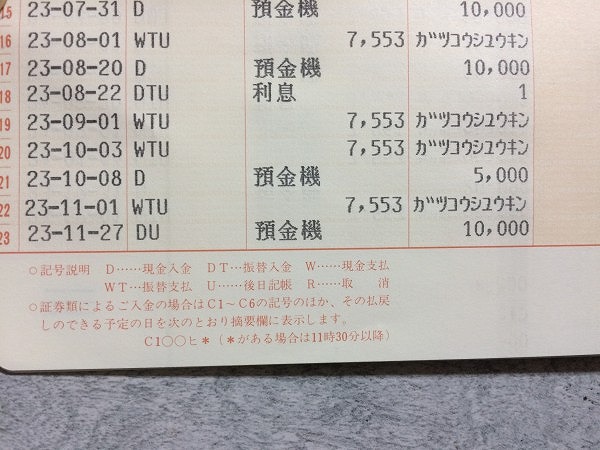 15 23-07-31 D 預金機 10,000
16 23-08-01 WTU 7,553 ガツコウシユウキン
17 23-08-20 D 預金機 10,000
18 23-08-22 DTU 利息 1
19 23-09-01 WTU 7,553 ガツコウシユウキン
20 23-10-03 WTU 7,553 ガツコウシユウキン
21 23-10-08 D 預金機 5,000
22 23-11-01 WTU 7,553 ガツコウシユウキン
23 23-11-27 DU 預金機 10,000
○記号説明 D……現金入金 DT…振替入金 W……現金支払
WT…振替支払 U……後日記帳 R……取 消
○証券類によるご入金の場合はC1～C6の記号のほか、その払戻
しのできる予定の日を次のとおり摘要欄に表示します。
C1○○ヒ＊（＊がある場合は11時30分以降）